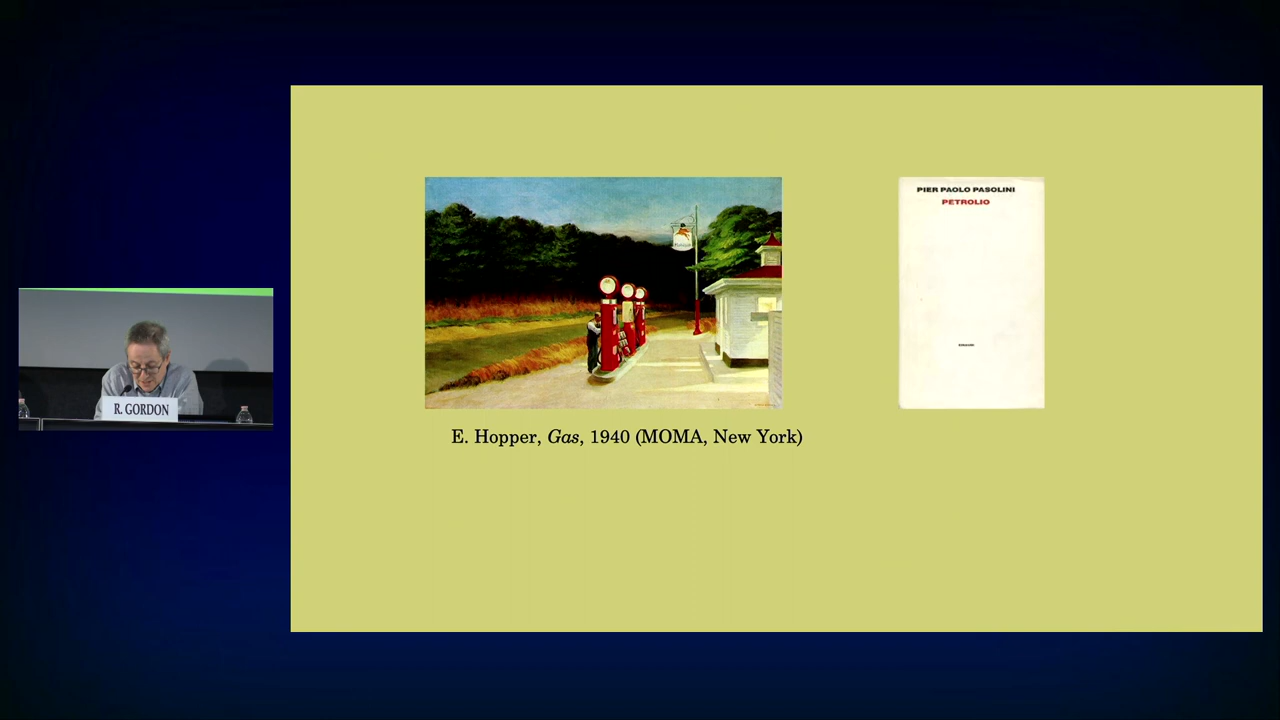 R. GORDON
E. Hopper, Gas, 1940 (MOMA, New York)
PIER PAOLO PASOLINI
PETROLIO